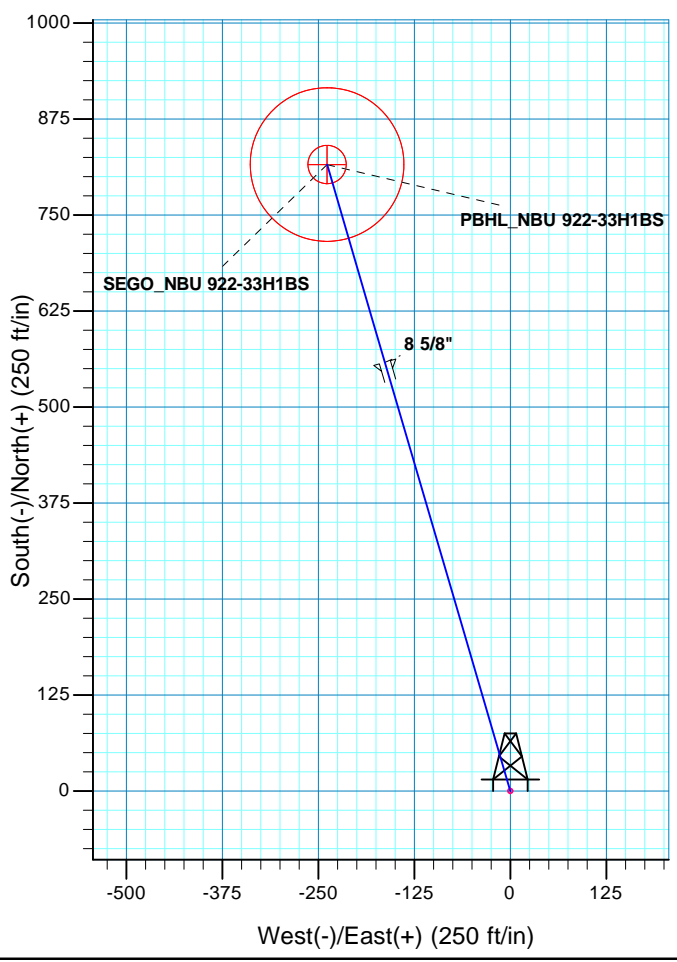 1000
875
750
625
500
375
250
125
0
South(-)/North(+) (250 ft/in)
PBHL_NBU 922-33H1BS
SEGO_NBU 922-33H1BS
8 5/8"
-500 -375 -250 -125 0 125
West(-)/East(+) (250 ft/in)